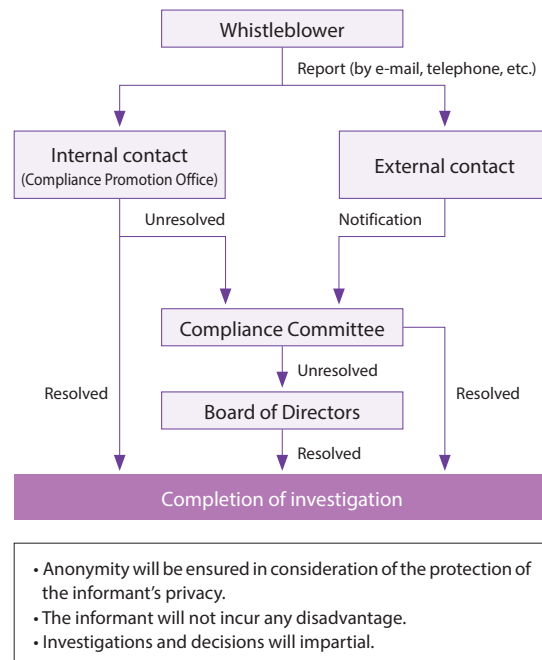 Whistleblower
Report (by e-mail, telephone, etc.)
Internal contact
(Compliance Promotion Office)
External contact
Unresolved
Notification
Compliance Committee
Unresolved
Resolved
Resolved
Board of Directors
Resolved
Completion of investigation
• Anonymity will be ensured in consideration of the protection of
the informant's privacy.
• The informant will not incur any disadvantage.
• Investigations and decisions will impartial.